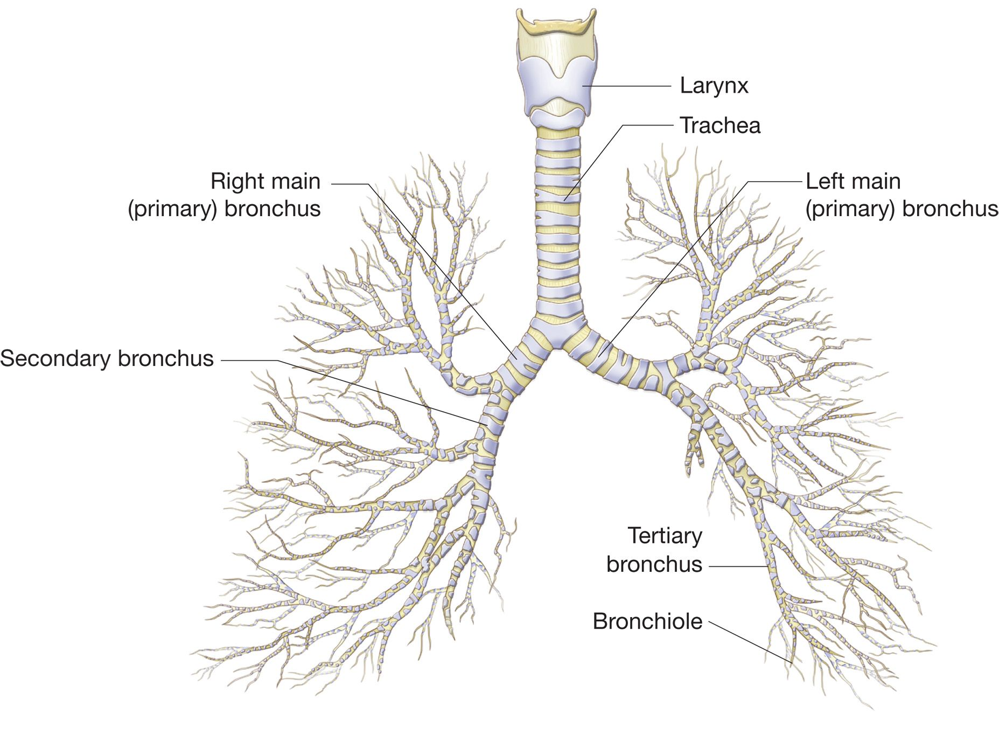 Larynx
Trachea
Right main
(primary) bronchus
Left main
(primary) bronchus
Secondary bronchus
Tertiary
bronchus
Bronchiole